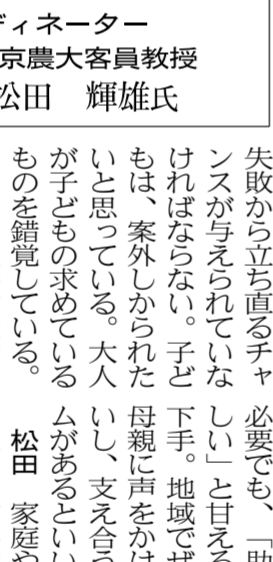 ディネーター
京農大客員教授
松田　輝雄氏
失敗から立ち直るチャ
ンスが与えられていな
ければならない。子ど
もは、案外しかられた
いと思っている。大人
が子どもの求めている
ものを錯覚している。
必要でも、「助
しい」と甘える
下手。地域でぜ
母親に声をかけ
いし、支え合う
ムがあるといい
松田　家庭や